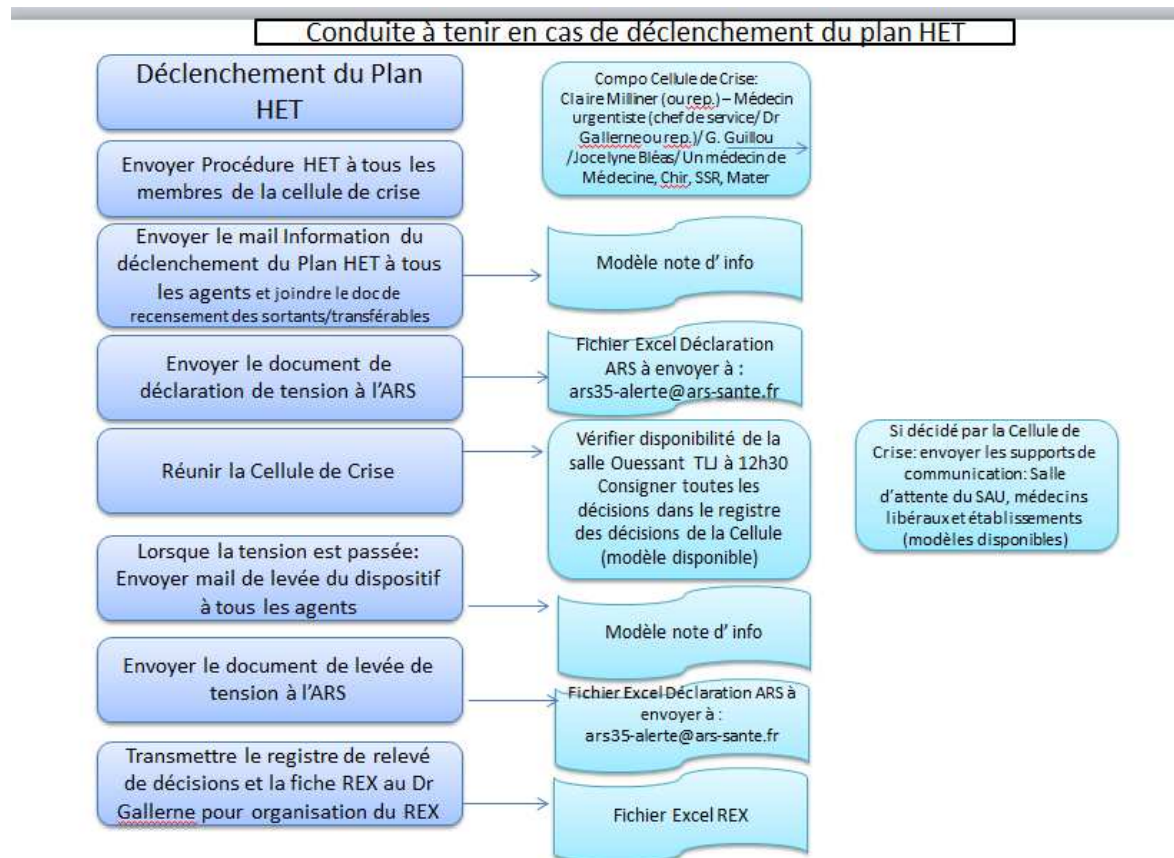 Conduite à tenir en cas de déclenchement du plan HET
Déclenchement du Plan
HET
Compo Cellule de Crise:
Claire Milliner (ou rep.) – Médecin
urgentiste (chef de service/ Dr
Gallerne ou rep.)/ G. Guillou
/Jocelyne Bléas/ Un médecin de
Médecine, Chir, SSR, Mater
Envoyer Procédure HET à tous les
membres de la cellule de crise
Envoyer le mail Information du
déclenchement du Plan HET à tous
les agents et joindre le doc de
recensement des sortants/transférables
Modèle note d' info
Envoyer le document de
déclaration de tension à l'ARS
Fichier Excel Déclaration
ARS à envoyer à :
ars35-alerte@ars-sante.fr
Réunir la Cellule de Crise
Vérifier disponibilité de la
salle Ouessant TLJ à 12h30
Consigner toutes les
décisions dans le registre
des décisions de la Cellule
(modèle disponible)
Si décidé par la Cellule de
Crise: envoyer les supports de
communication: Salle
d'attente du SAU, médecins
libéraux et établissements
(modèles disponibles)
Lorsque la tension est passée:
Envoyer mail de levée du dispositif
à tous les agents
Modèle note d' info
Envoyer le document de levée de
tension à l'ARS
Fichier Excel Déclaration ARS à
envoyer à :
ars35-alerte@ars-sante.fr
Transmettre le registre de relevé
de décisions et la fiche REX au Dr
Gallerne pour organisation du REX
Fichier Excel REX